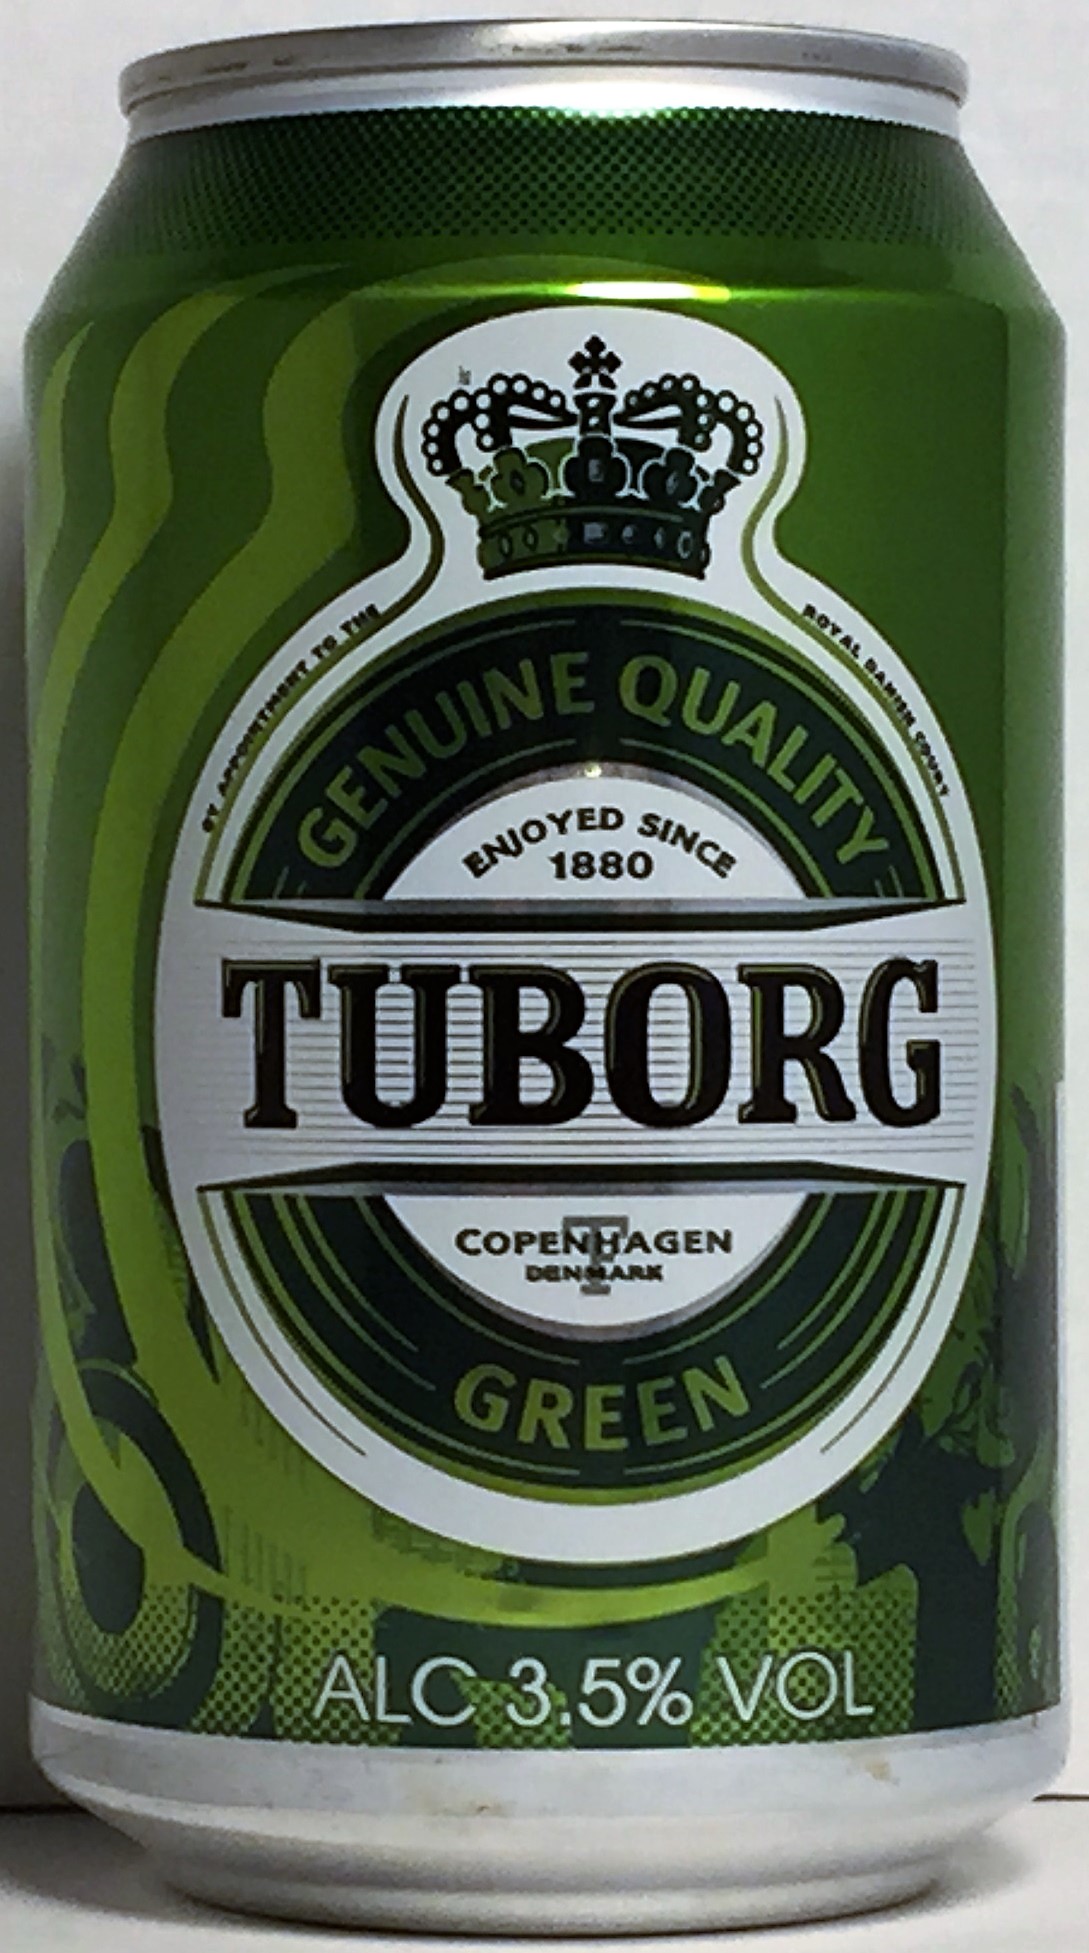 BY APPOINTMENT TO THE
ROYAL DANISH COURT
GENUINE QUALITY
ENJOYED SINCE
1880
TUBORG
COPENHAGEN
DENMARK
GREEN
ALC 3.5% VOL